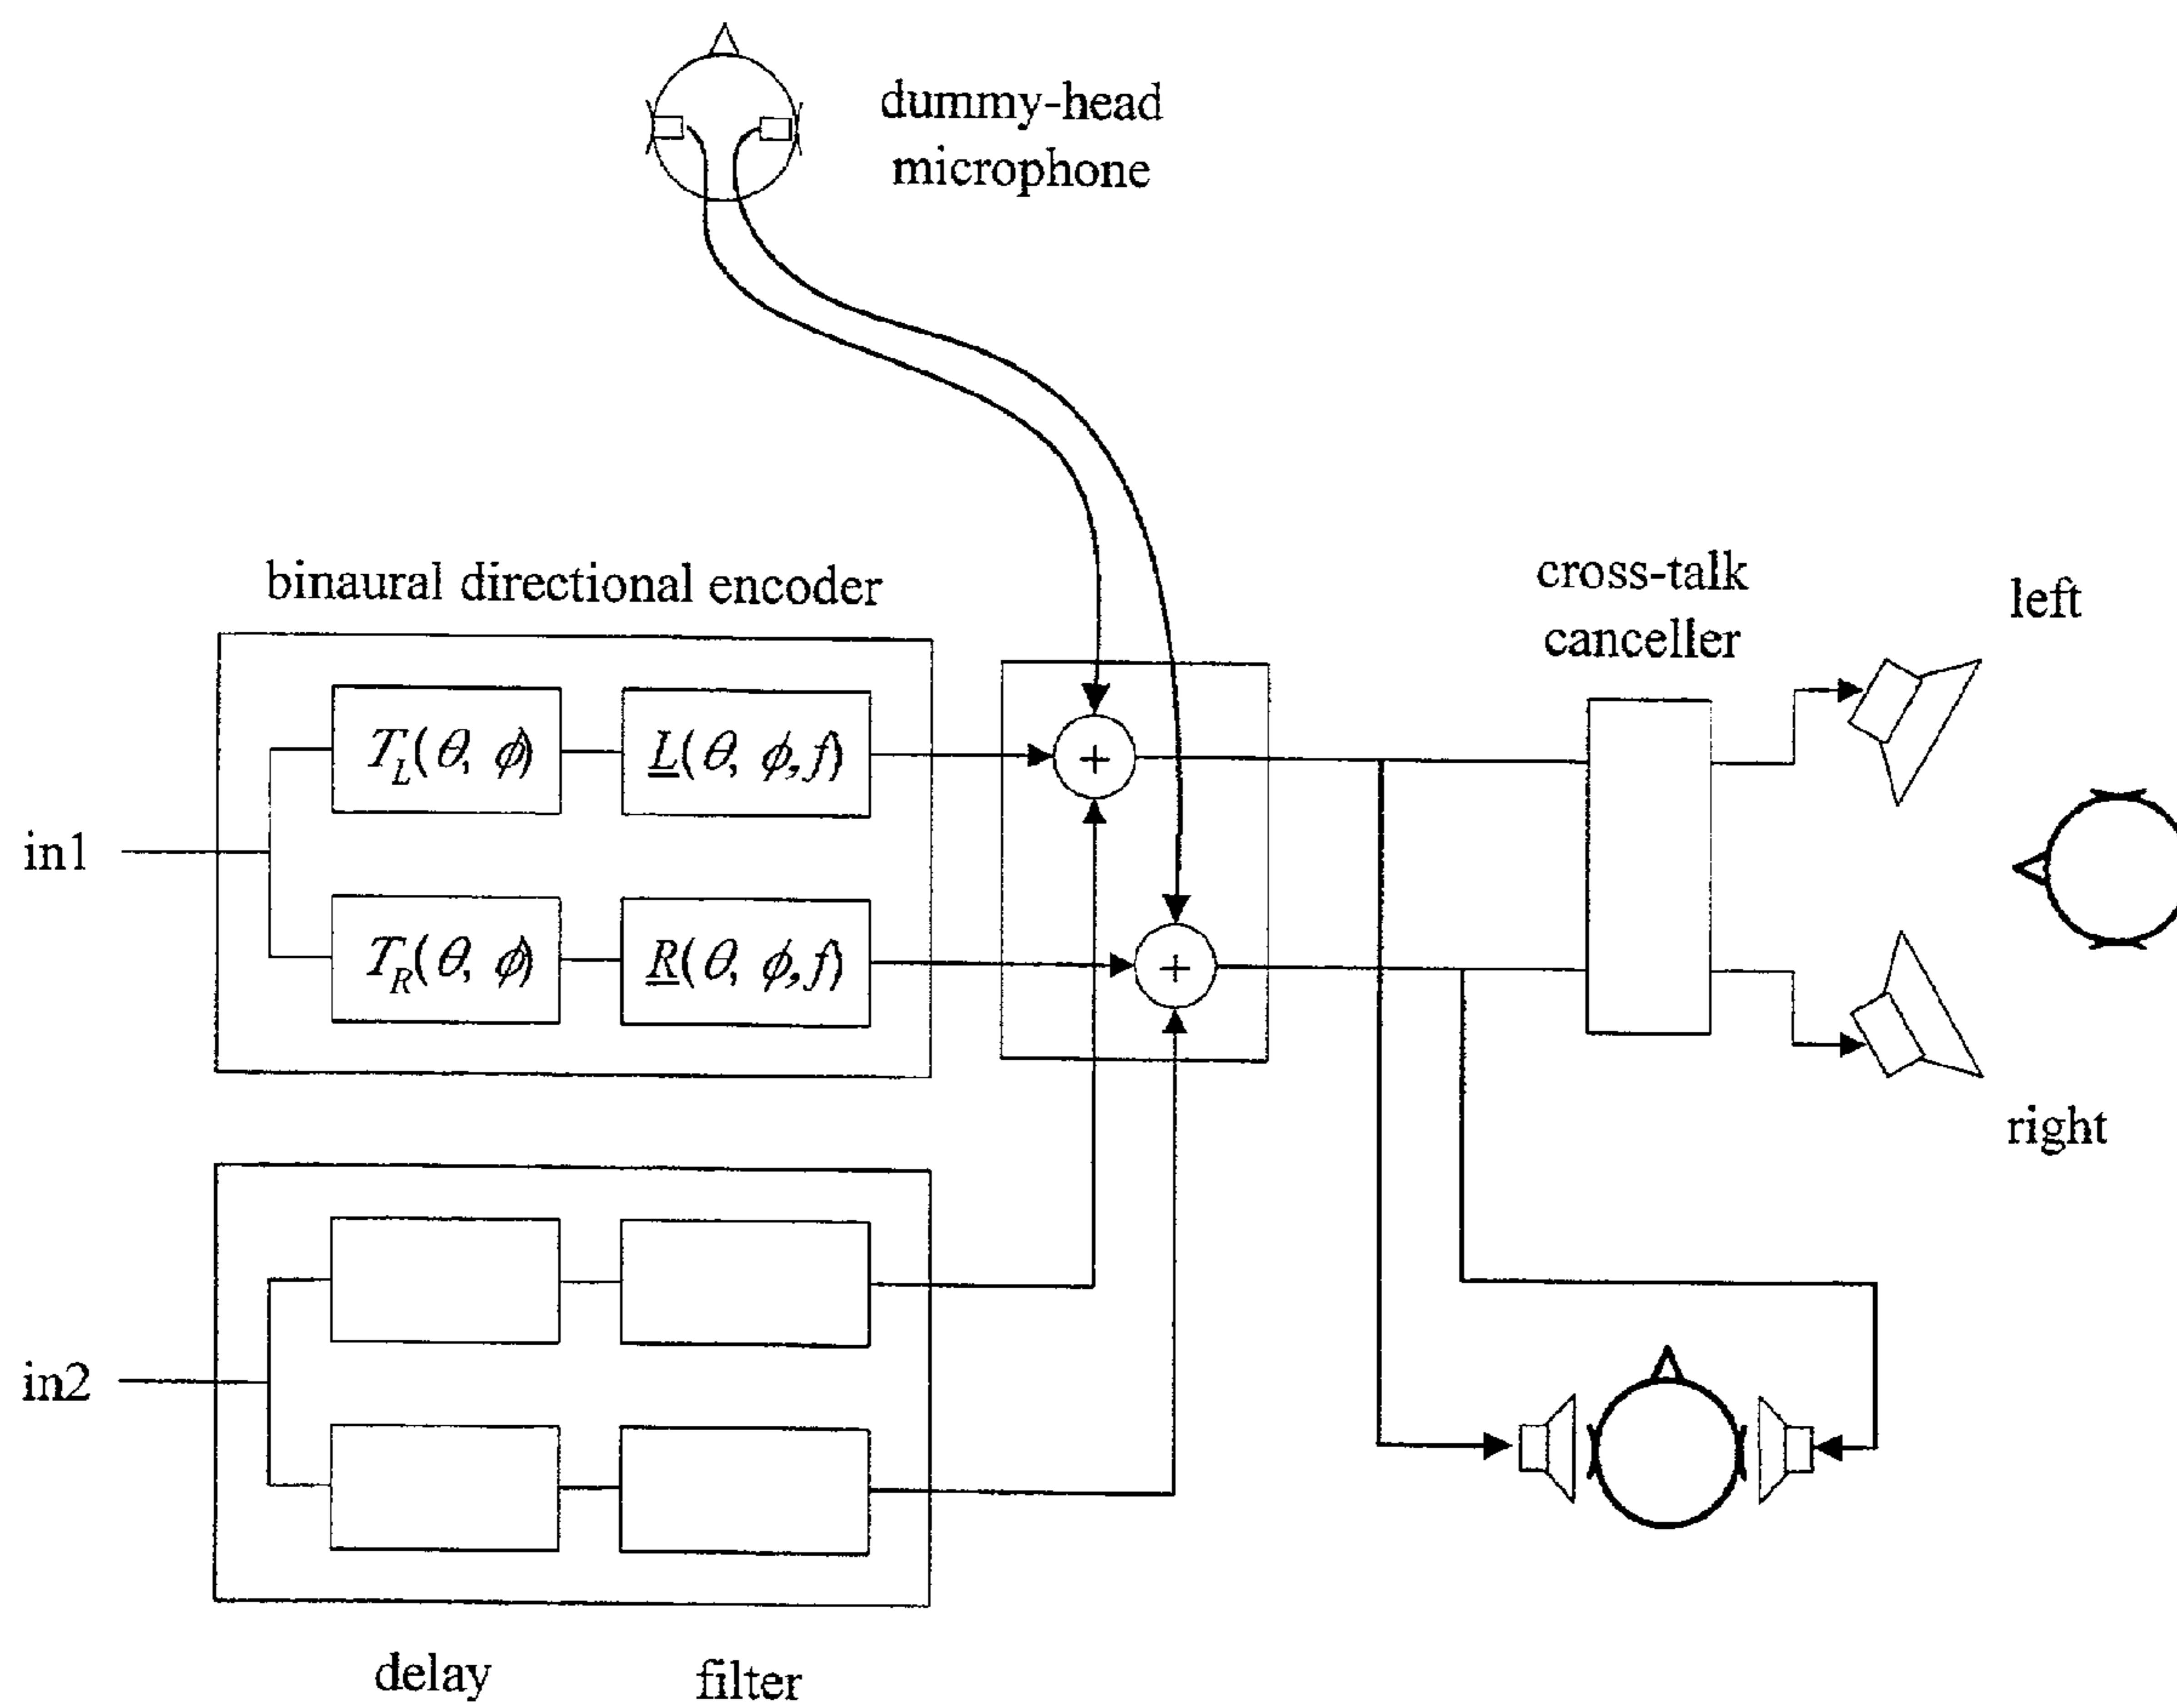 dummy-head
microphone
binaural directional encoder
cross-talk
canceller
left
T_L(θ, ϕ)
L(θ, ϕ, f)
+
in1
T_R(θ, ϕ)
R(θ, ϕ, f)
+
right
in2
delay
filter